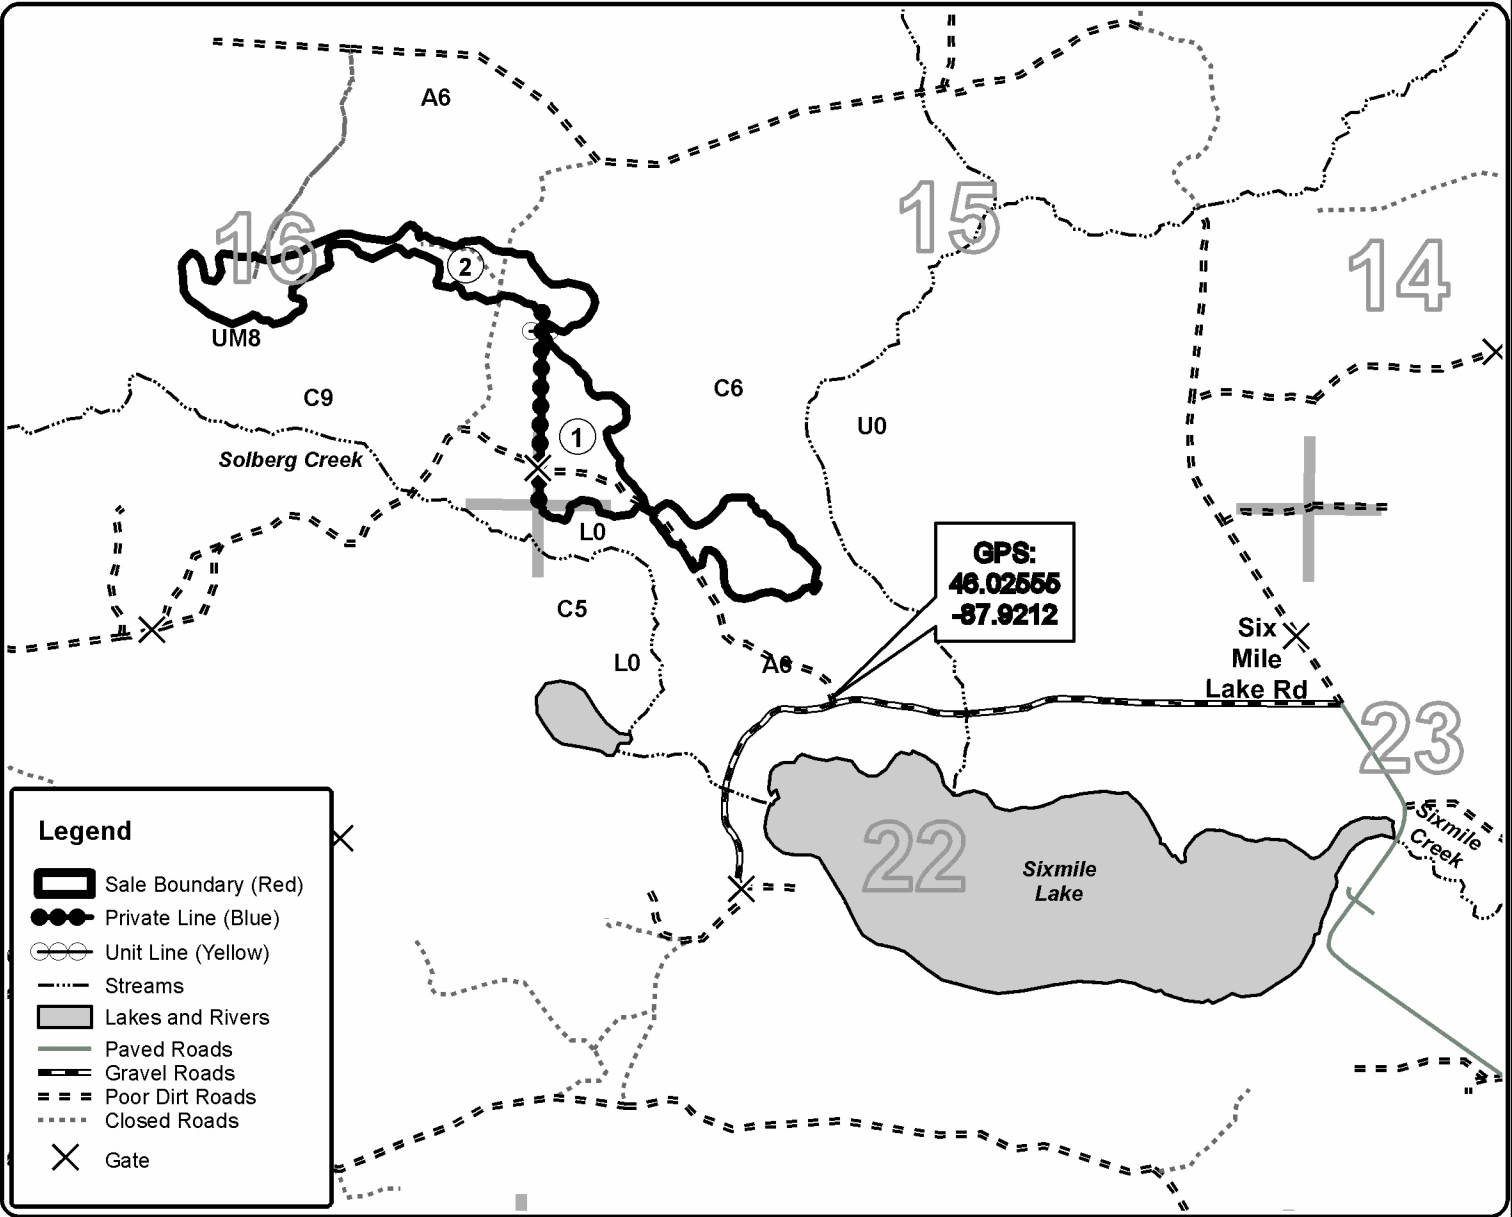 A6
16
15
14
2
UM8
C9
C6
U0
1
Solberg Creek
L0
GPS:
46.02555
-87.9212
C5
Six
Mile
Lake Rd
L0
A6
23
Sixmile
Creek
22
Sixmile
Lake
Legend
Sale Boundary (Red)
Private Line (Blue)
Unit Line (Yellow)
Streams
Lakes and Rivers
Paved Roads
Gravel Roads
Poor Dirt Roads
Closed Roads
Gate